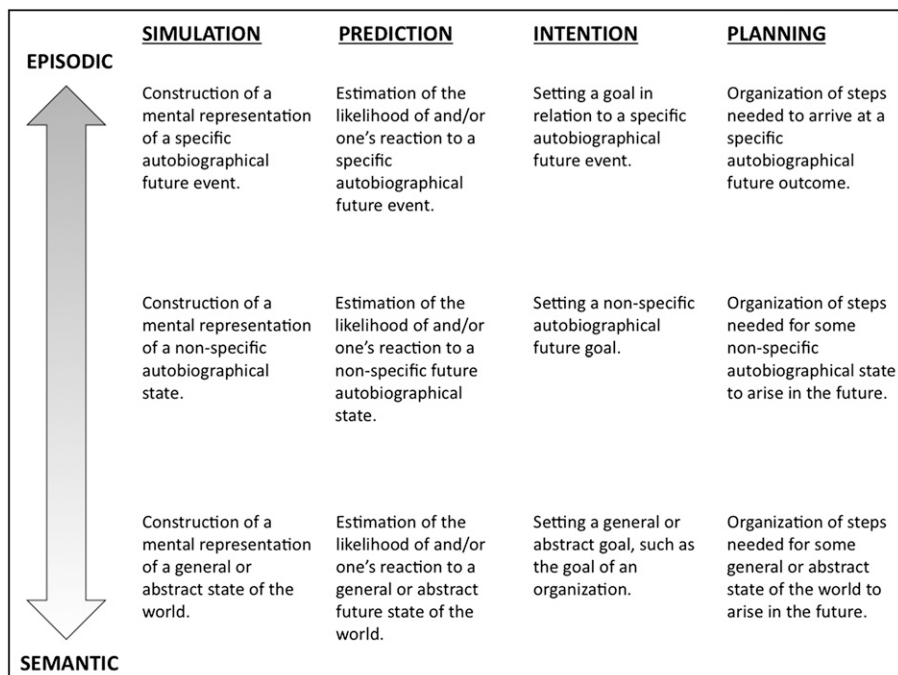 SIMULATION
PREDICTION
INTENTION
PLANNING
EPISODIC
Construction of a
mental representation
of a specific
autobiographical
future event.
Estimation of the
likelihood of and/or
one's reaction to a
specific
autobiographical
future event.
Setting a goal in
relation to a specific
autobiographical
future event.
Organization of steps
needed to arrive at a
specific
autobiographical
future outcome.
Construction of a
mental representation
of a non-specific
autobiographical
state.
Estimation of the
likelihood of and/or
one's reaction to a
non-specific future
autobiographical
state.
Setting a non-specific
autobiographical
future goal.
Organization of steps
needed for some
non-specific
autobiographical state
to arise in the future.
Construction of a
mental representation
of a general or
abstract state of the
world.
Estimation of the
likelihood of and/or
one's reaction to a
general or abstract
future state of the
world.
Setting a general or
abstract goal, such as
the goal of an
organization.
Organization of steps
needed for some
general or abstract
state of the world to
arise in the future.
SEMANTIC